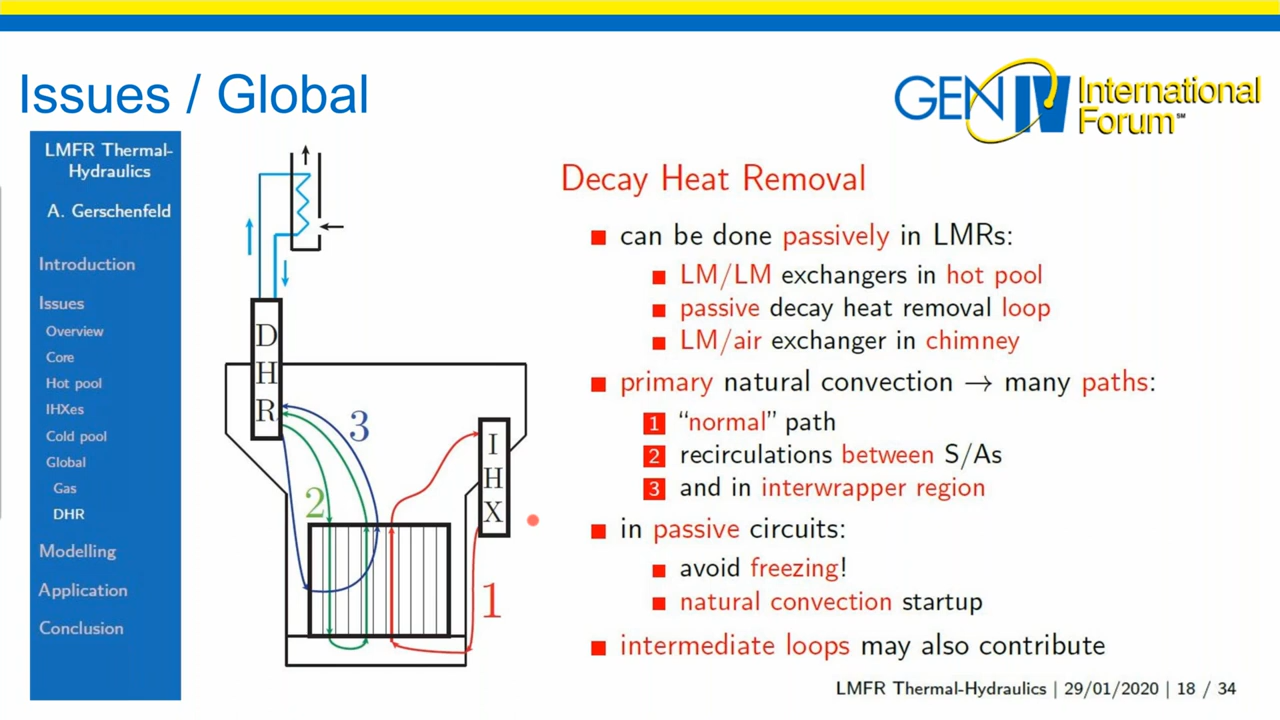 Issues / Global
GEN IV International
Forum℠
LMFR Thermal-
Hydraulics
A. Gerschenfeld
Introduction
Issues
Overview
Core
Hot pool
IHXes
Cold pool
Global
Gas
DHR
Modelling
Application
Conclusion
D
H
R
3
2
I
H
X
1
Decay Heat Removal
can be done passively in LMRs:
LM/LM exchangers in hot pool
passive decay heat removal loop
LM/air exchanger in chimney
primary natural convection → many paths:
1 “normal” path
2 recirculations between S/As
3 and in interwrapper region
in passive circuits:
avoid freezing!
natural convection startup
intermediate loops may also contribute
LMFR Thermal-Hydraulics | 29/01/2020 | 18 / 34